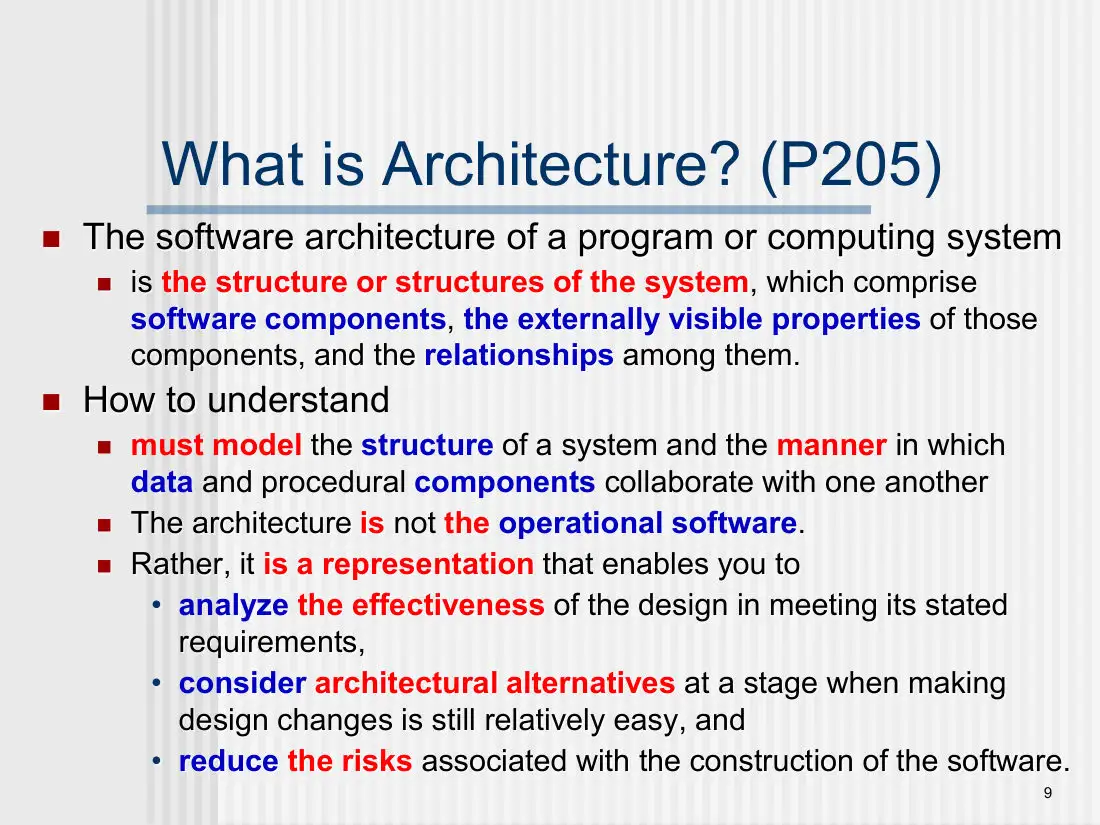 What is Architecture? (P205)
The software architecture of a program or computing system
is the structure or structures of the system, which comprise
software components, the externally visible properties of those
components, and the relationships among them.
How to understand
must model the structure of a system and the manner in which
data and procedural components collaborate with one another
The architecture is not the operational software.
Rather, it is a representation that enables you to
• analyze the effectiveness of the design in meeting its stated
requirements,
• consider architectural alternatives at a stage when making
design changes is still relatively easy, and
• reduce the risks associated with the construction of the software.
9